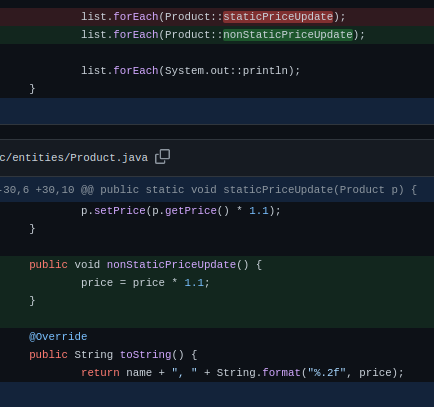 list.forEach(Product::staticPriceUpdate);
list.forEach(Product::nonStaticPriceUpdate);
list.forEach(System.out::println);
}
c/entities/Product.java
-30,6 +30,10 @@ public static void staticPriceUpdate(Product p) {
p.setPrice(p.getPrice() * 1.1);
}
public void nonStaticPriceUpdate() {
price = price * 1.1;
}
@Override
public String toString() {
return name + ", " + String.format("%.2f", price);